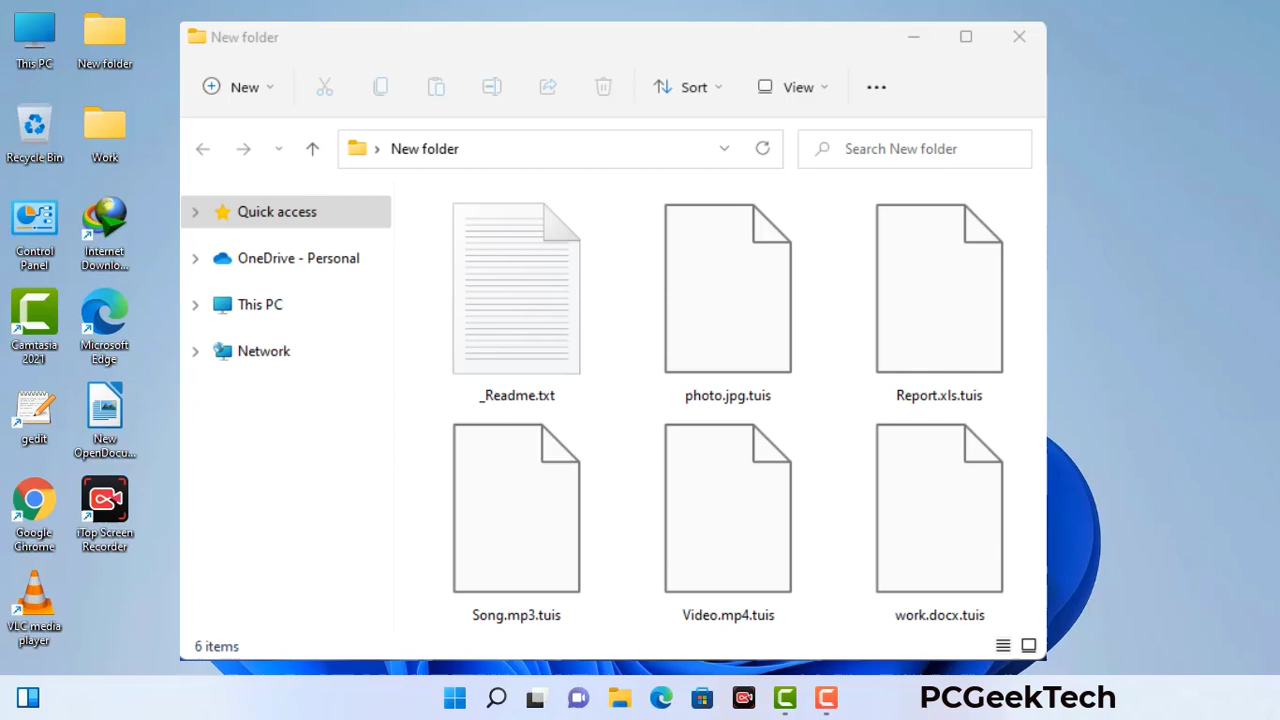 This PC
New folder
Recycle Bin
Work
Control
Panel
Internet
Downlo...
Camtasia
2021
Microsoft
Edge
gedit
New
OpenDocu...
Google
Chrome
iTop Screen
Recorder
VLC media
player
New folder
New
Sort
View
New folder
Search New folder
Quick access
OneDrive - Personal
This PC
Network
_Readme.txt
photo.jpg.tuis
Report.xls.tuis
Song.mp3.tuis
Video.mp4.tuis
work.docx.tuis
6 items
PCGeekTech